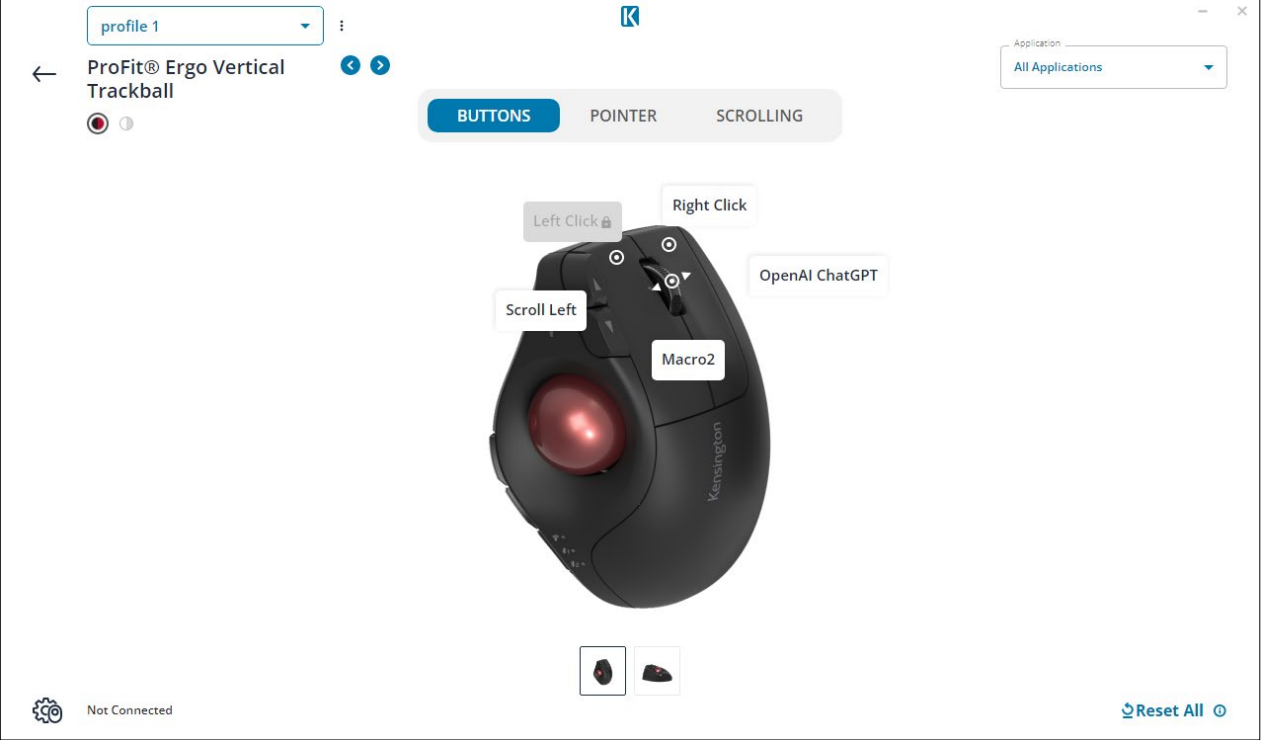 profile 1
K
Application
All Applications
ProFit® Ergo Vertical
Trackball
BUTTONS
POINTER
SCROLLING
Right Click
Left Click
OpenAI ChatGPT
Scroll Left
Macro2
Kensington
Not Connected
Reset All